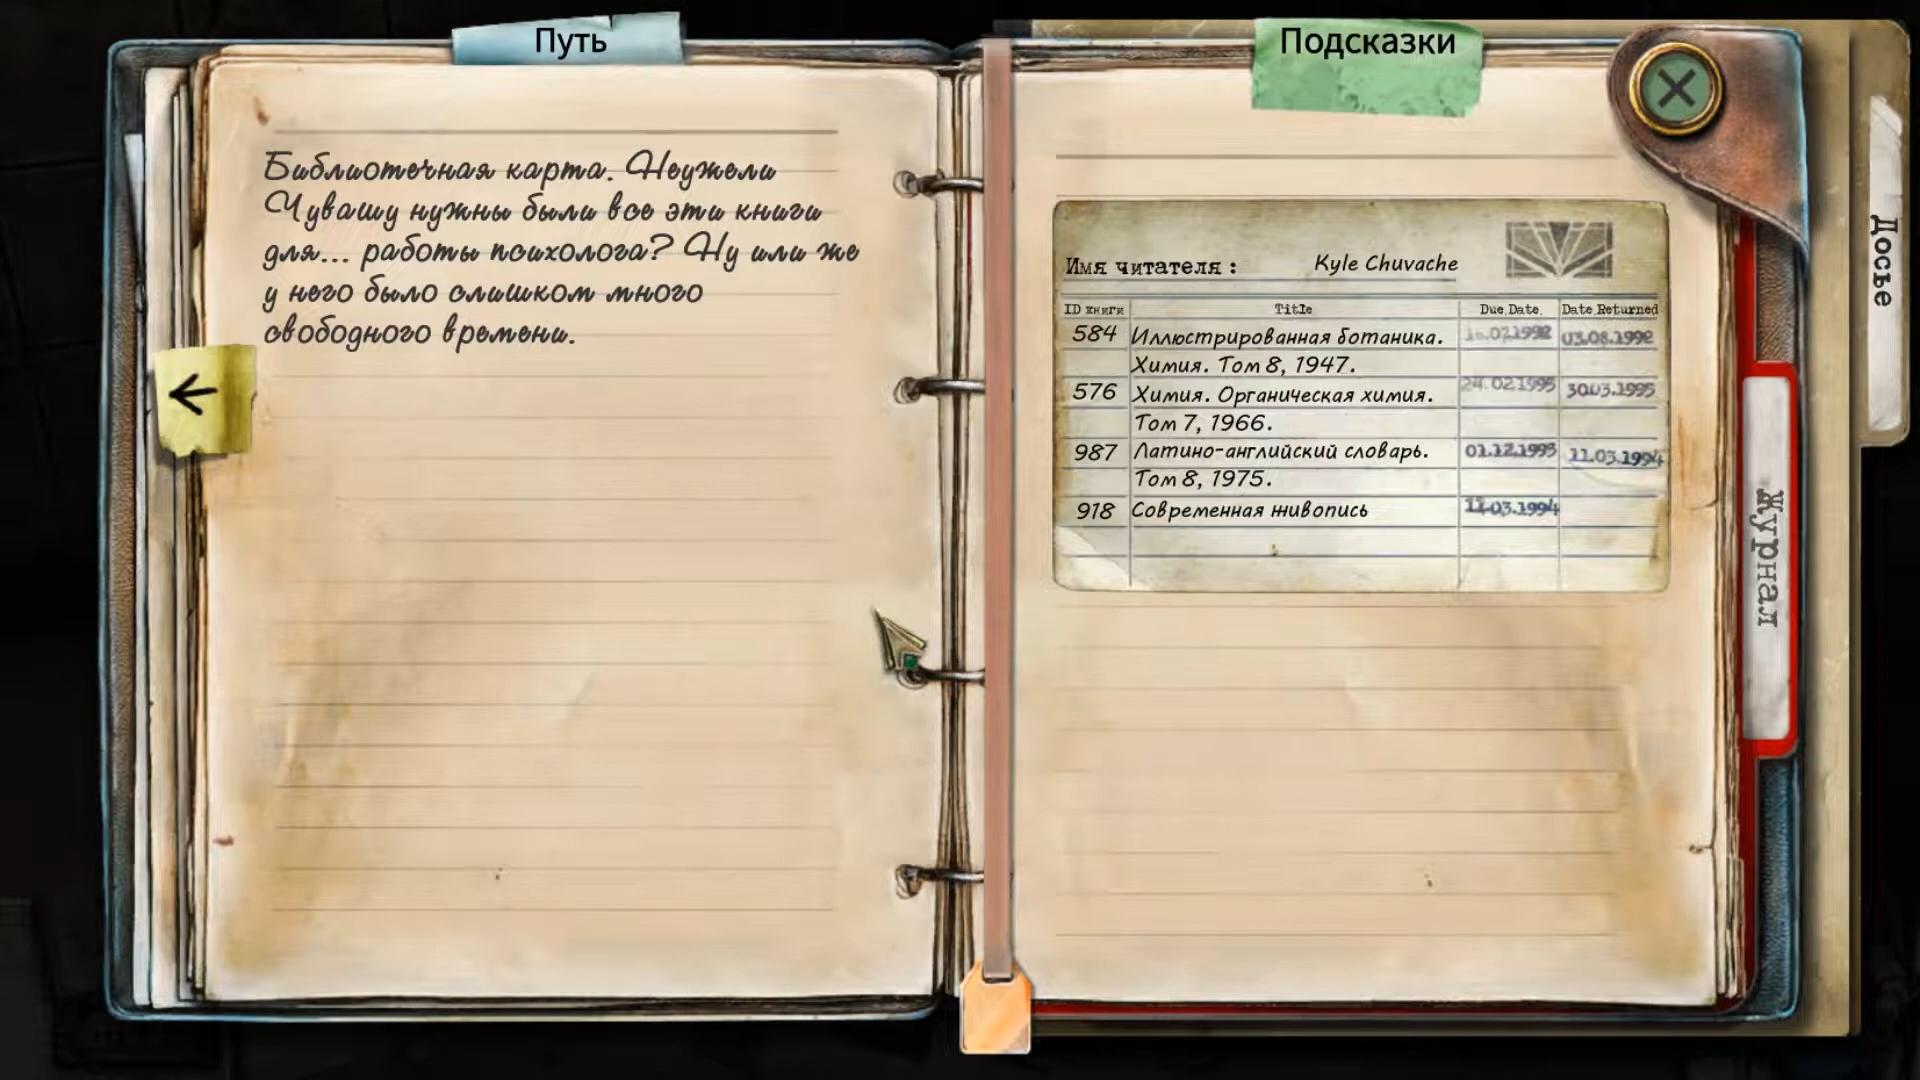 Путь
Подсказки
Библиотечная карта. Неужели
Чувашу нужны были все эти книги
для... работы психолога? Ну или же
у него было слишком много
свободного времени.
Имя читателя : Kyle Chuvache
ID книги Title Due Date. Date Returned
584 Иллюстрированная ботаника. 03.08.1992
Химия. Том 8, 1947.
576 Химия. Органическая химия. 24.02.1995 30.03.1995
Том 7, 1966.
987 Латино-английский словарь. 01.12.1993 11.03.1994
Том 8, 1975.
918 Современная живопись 11.03.1994
Досье
Журнал